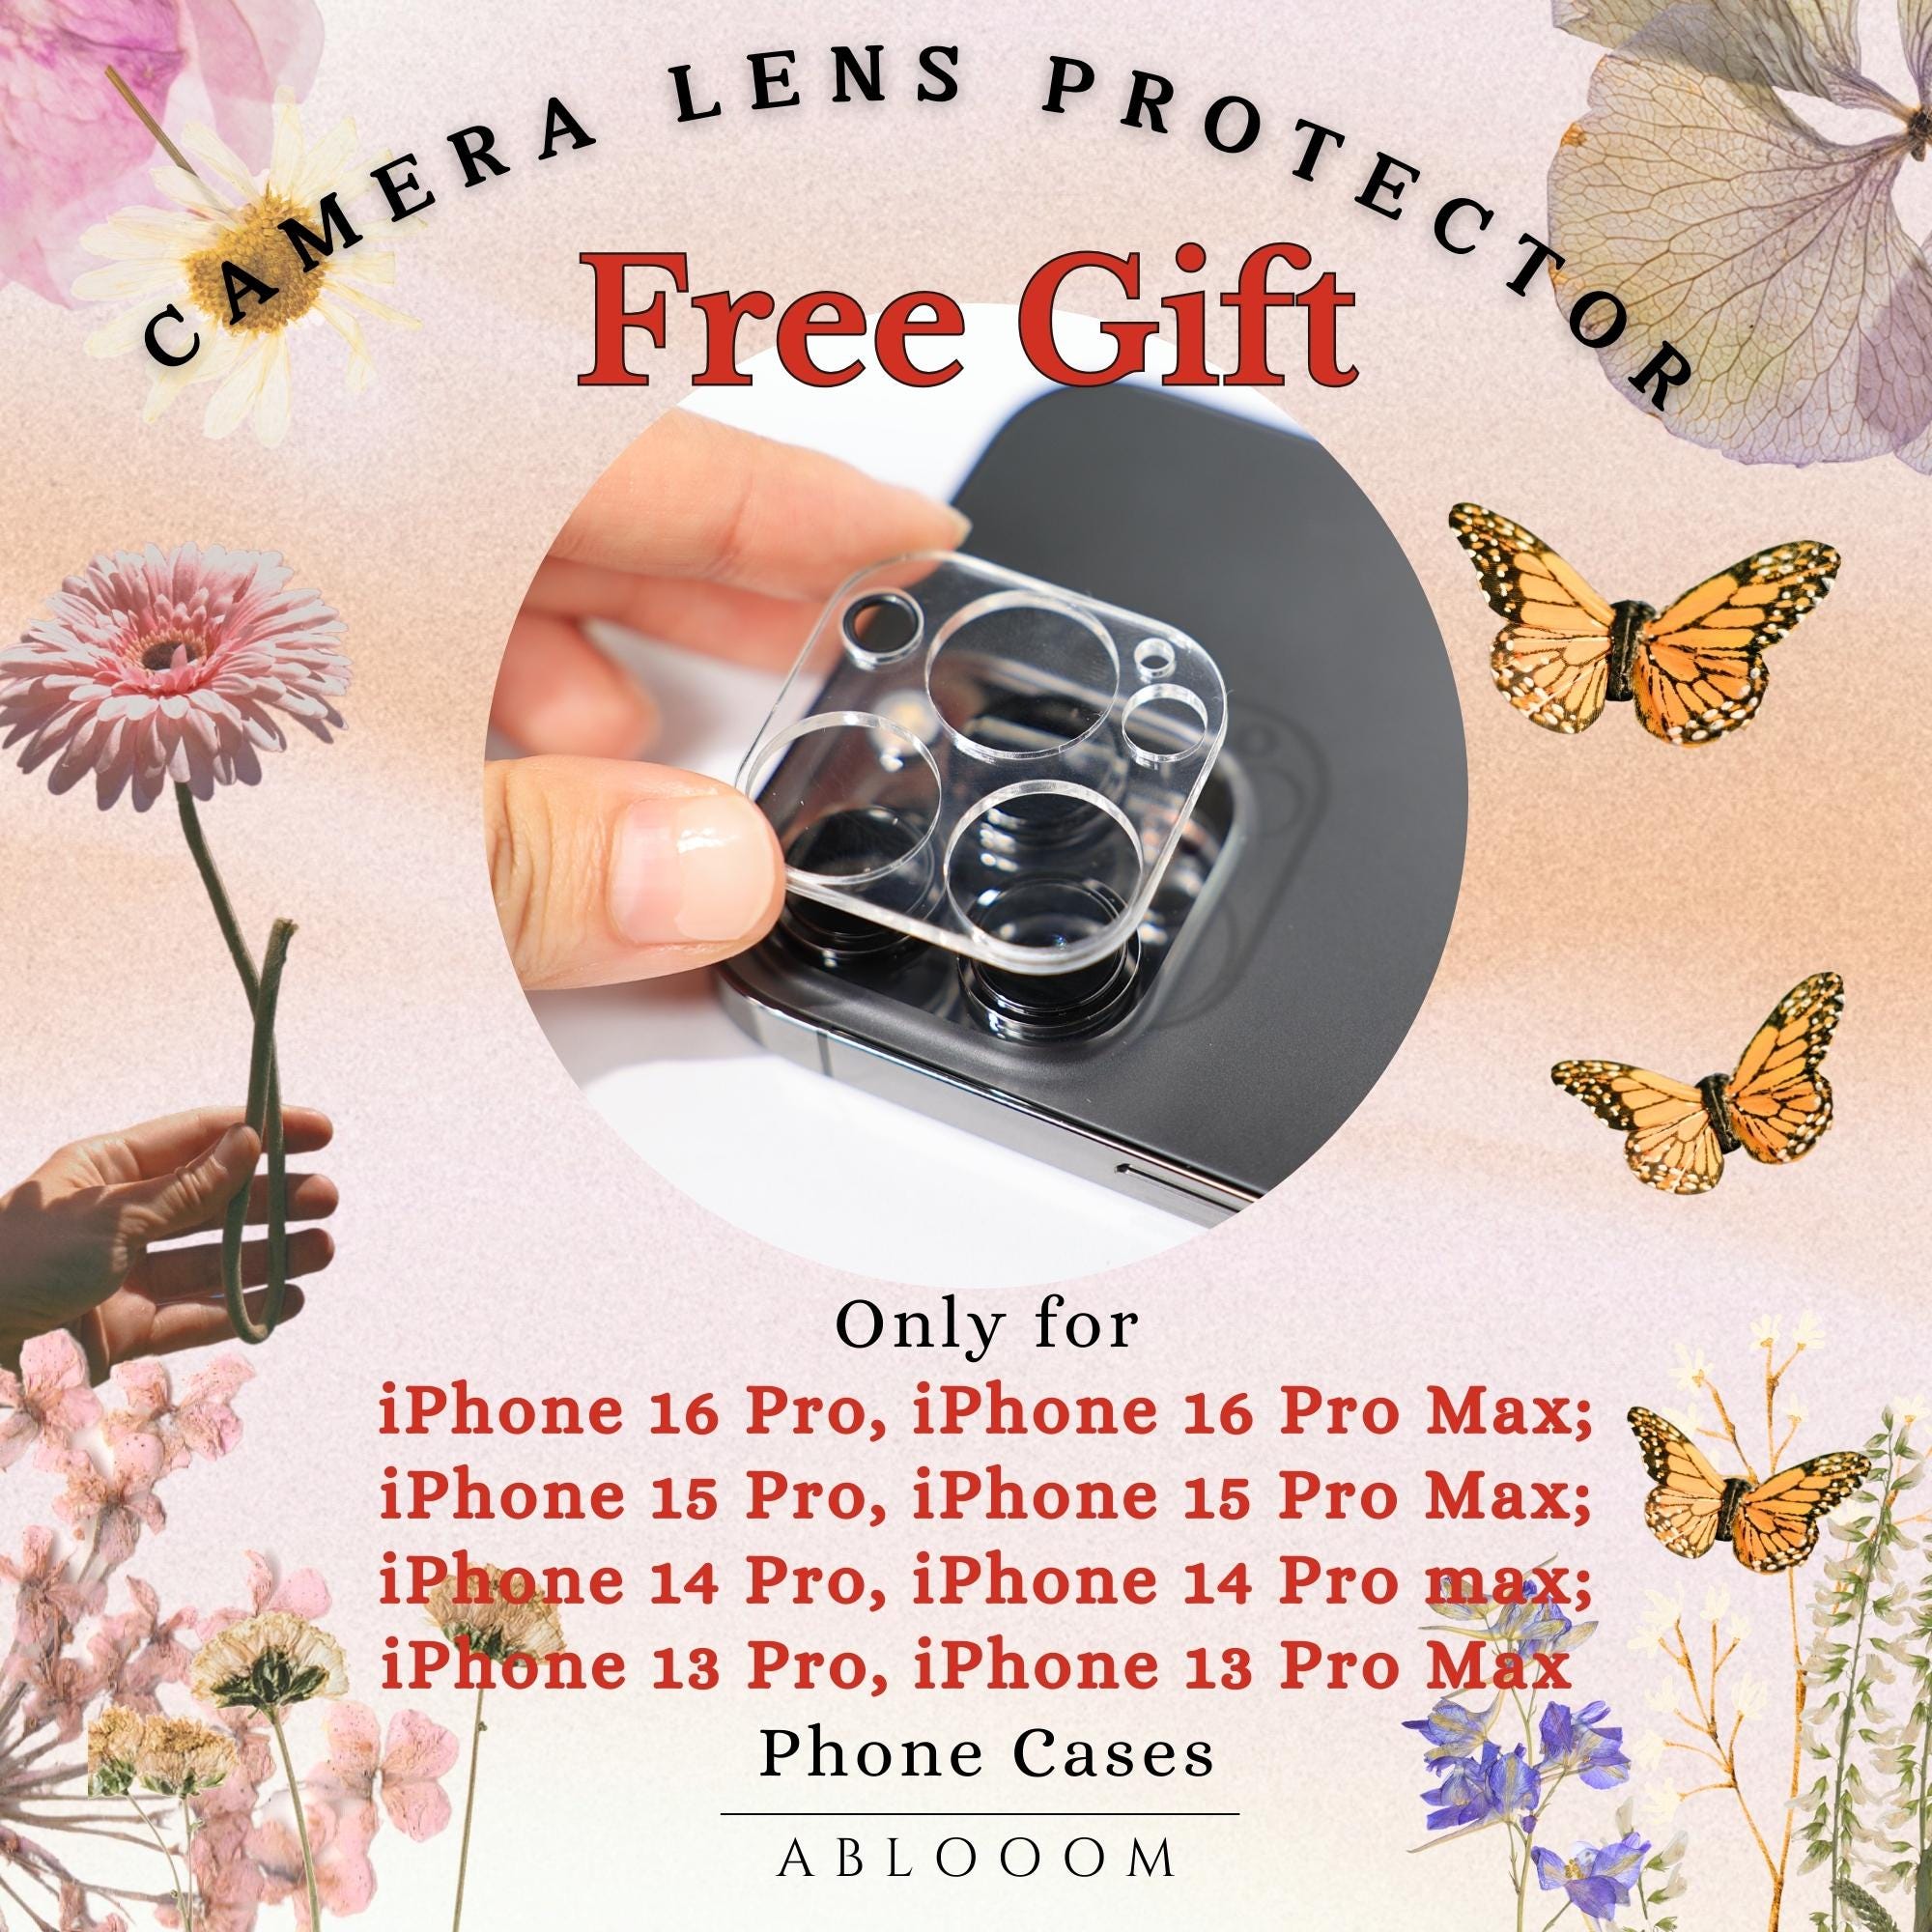 CAMERA LENS PROTECTOR
Free Gift
Only for
iPhone 16 Pro, iPhone 16 Pro Max;
iPhone 15 Pro, iPhone 15 Pro Max;
iPhone 14 Pro, iPhone 14 Pro max;
iPhone 13 Pro, iPhone 13 Pro Max
Phone Cases
ABLOOOM